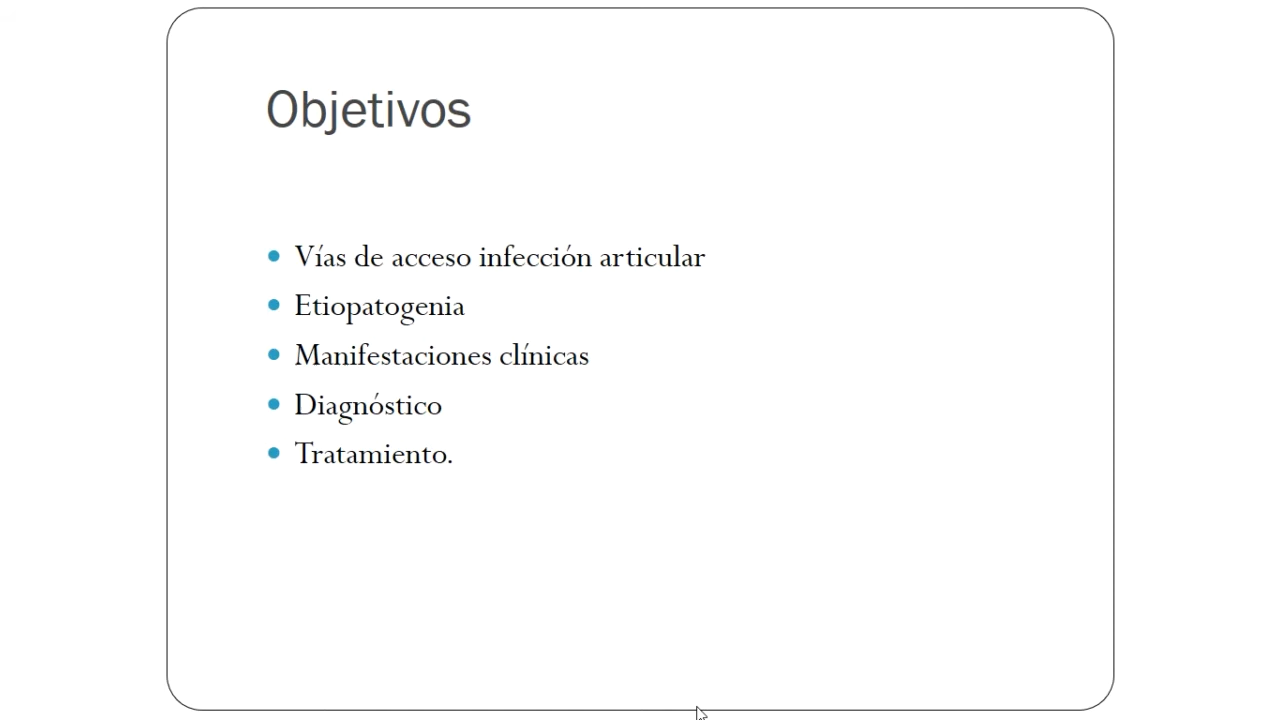 Objetivos
Vías de acceso infección articular
Etiopatogenia
Manifestaciones clínicas
Diagnóstico
Tratamiento.